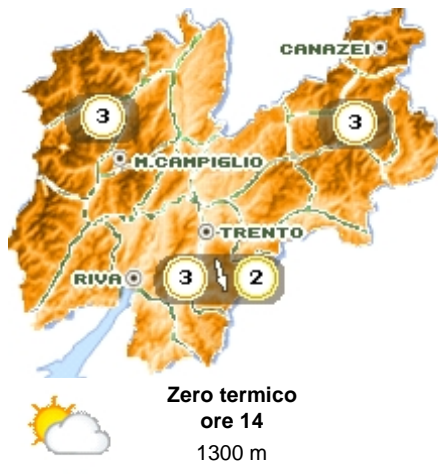 CANAZEI
3
3
M.CAMPIGLIO
TRENTO
RIVA
3 2
Zero termico
ore 14
1300 m